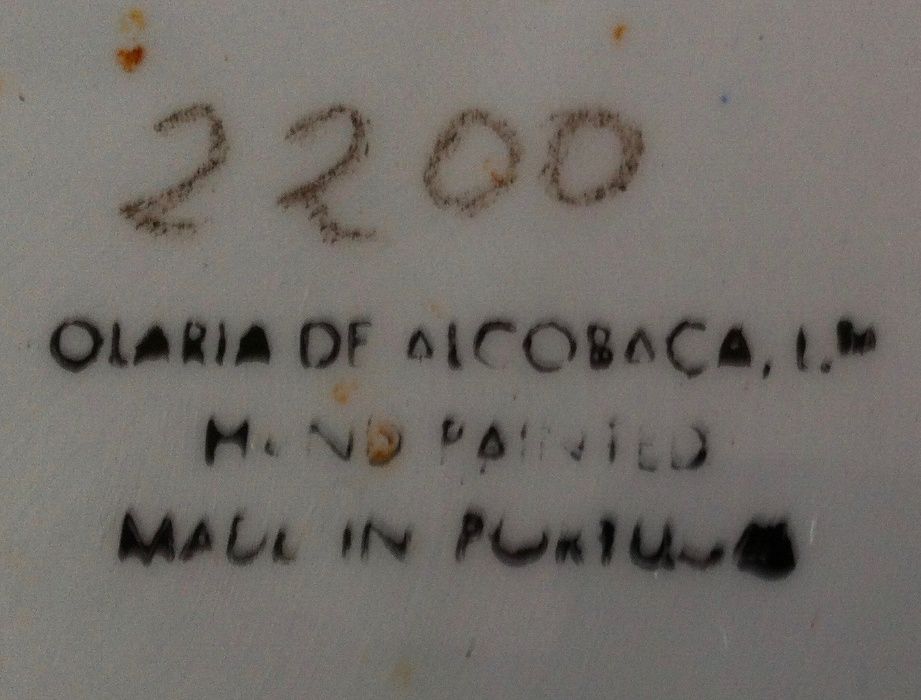 2200
OLARIA DE ALCOBAÇA, L.DA
HAND PAINTED
MADE IN PORTUGAL